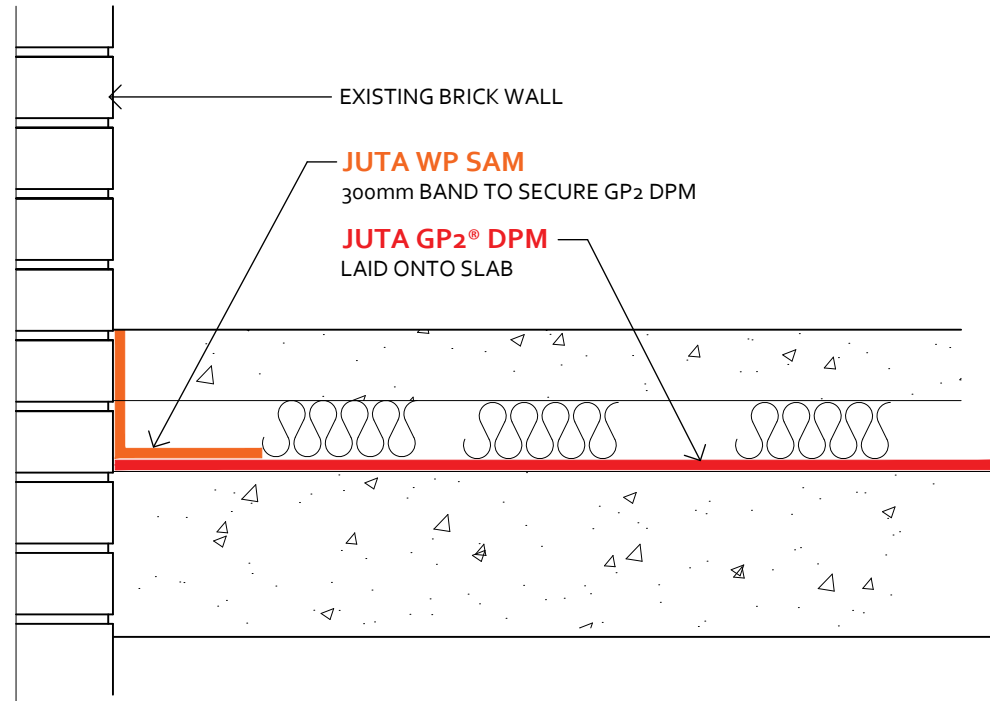 EXISTING BRICK WALL
JUTA WP SAM
300mm BAND TO SECURE GP2 DPM
JUTA GP2® DPM
LAID ONTO SLAB